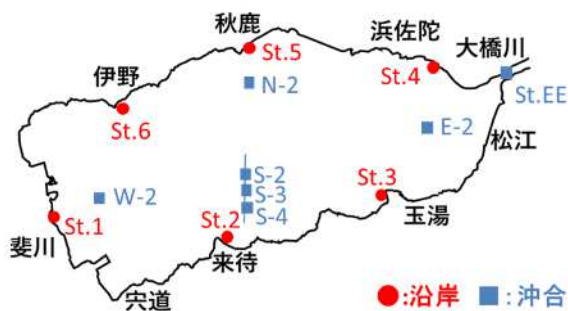 秋鹿
浜佐陀
大橋川
St.5
St.4
伊野
N-2
St.EE
St.6
E-2
松江
S-2
S-3
S-4
W-2
St.3
St.1
St.2
玉湯
斐川
来待
宍道
●:沿岸 ■:沖合